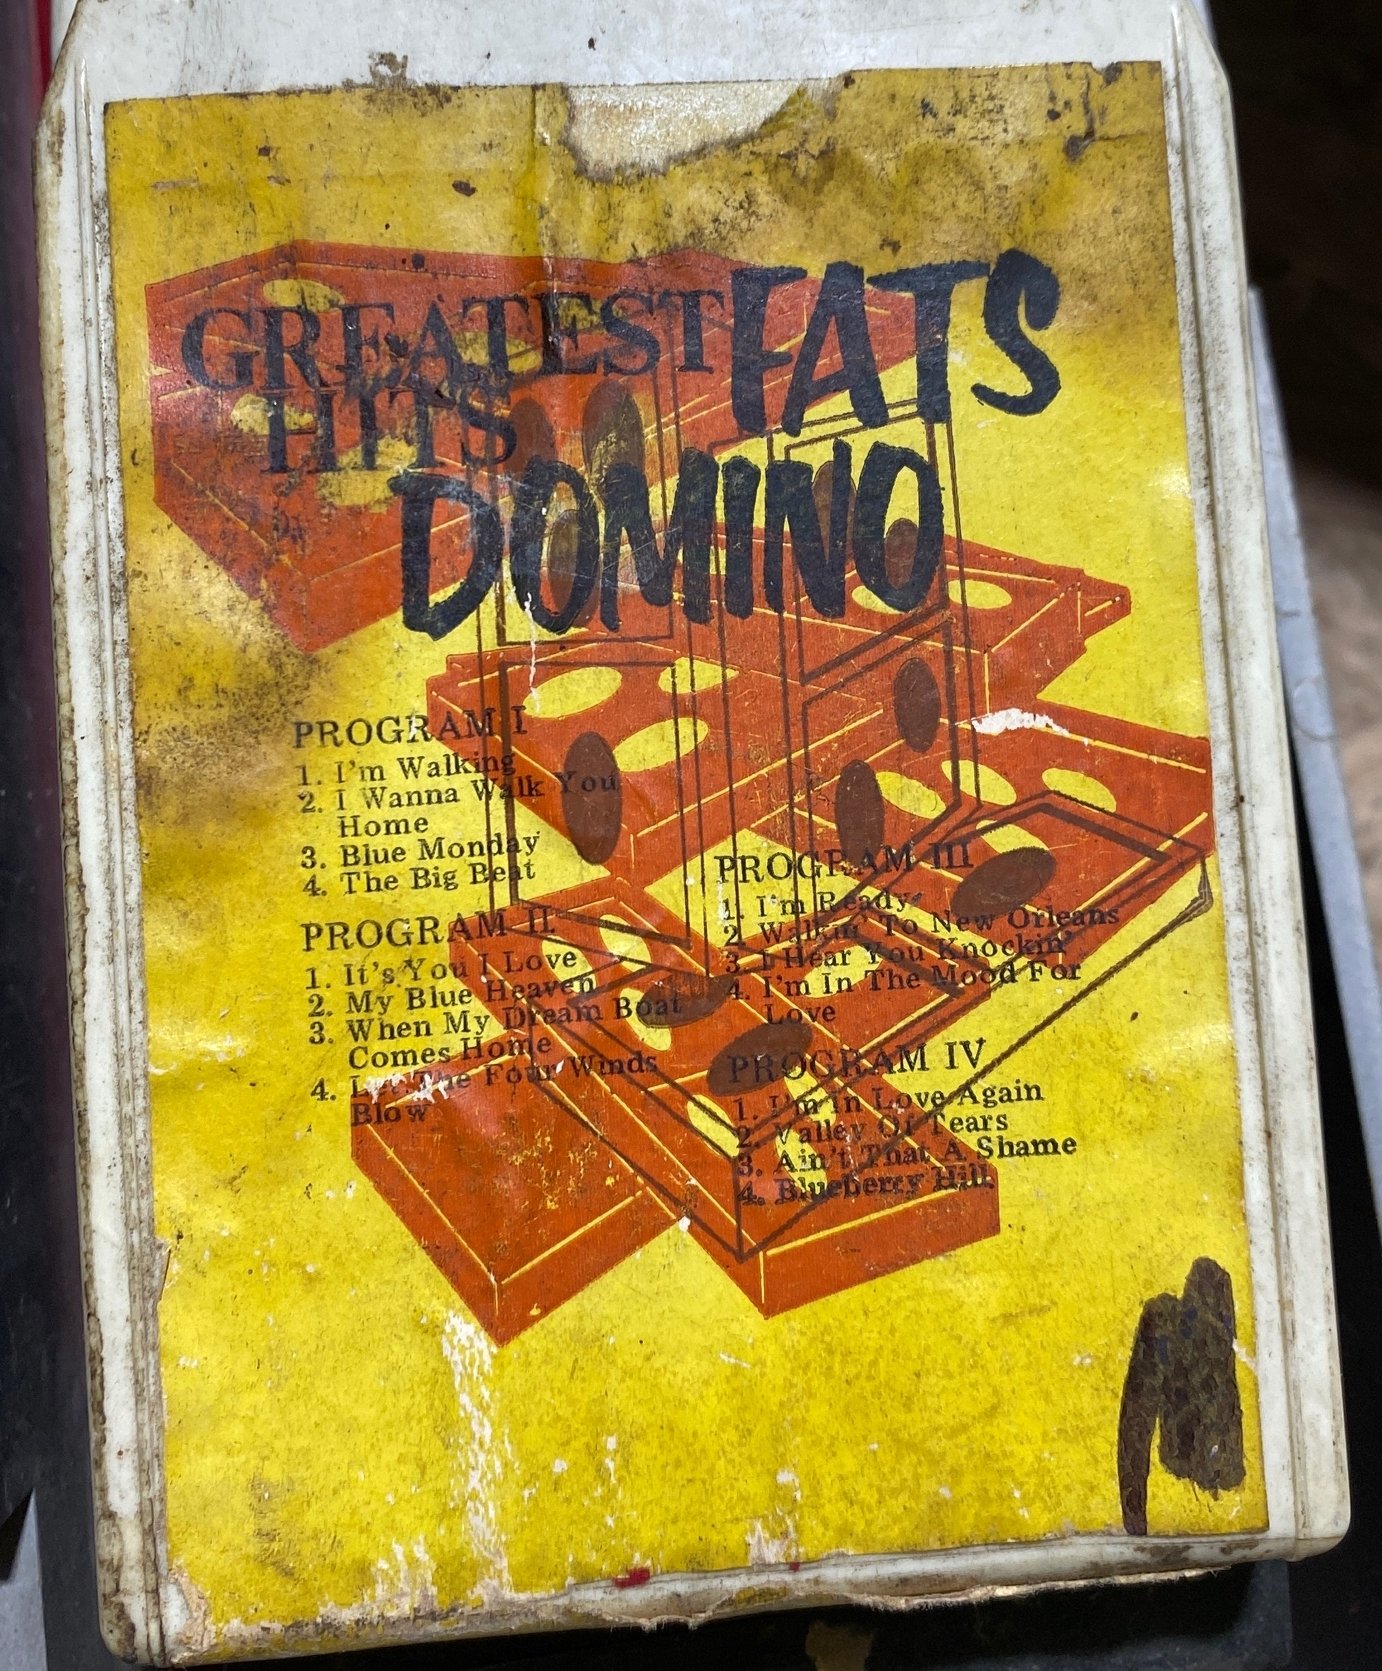 GREATEST FATS
HITS
DOMINO
PROGRAM I
1. I'm Walking
2. I Wanna Walk You
Home
3. Blue Monday
4. The Big Beat
PROGRAM II
1. It's You I Love
2. My Blue Heaven
3. When My Dream Boat
Comes Home
4. Let The Four Winds
Blow
PROGRAM III
1. I'm Ready
2. Walkin' To New Orleans
3. I Hear You Knockin'
4. I'm In The Mood For
Love
PROGRAM IV
1. I'm In Love Again
2. Valley Of Tears
3. Ain't That A Shame
4. Blueberry Hill